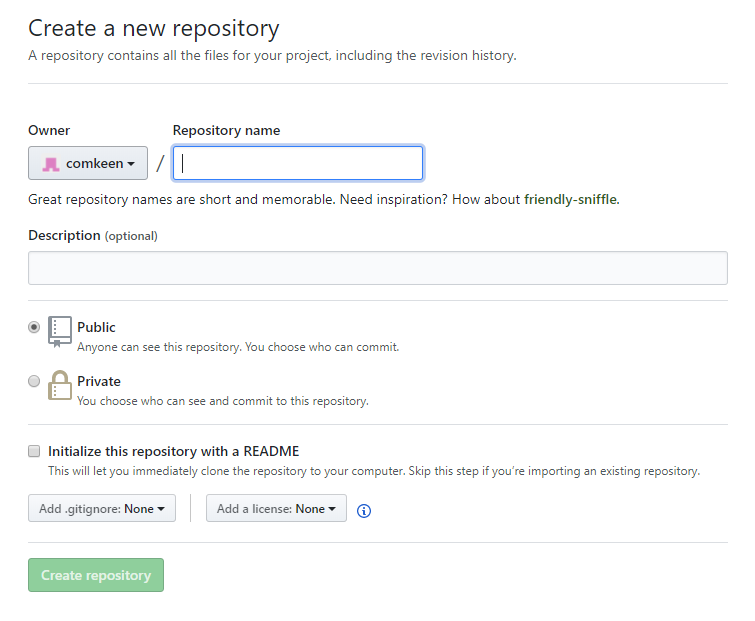 Create a new repository
A repository contains all the files for your project, including the revision history.
Owner
Repository name
comkeen / 
Great repository names are short and memorable. Need inspiration? How about friendly-sniffle.
Description (optional)
Public
Anyone can see this repository. You choose who can commit.
Private
You choose who can see and commit to this repository.
Initialize this repository with a README
This will let you immediately clone the repository to your computer. Skip this step if you're importing an existing repository.
Add .gitignore: None
Add a license: None
Create repository